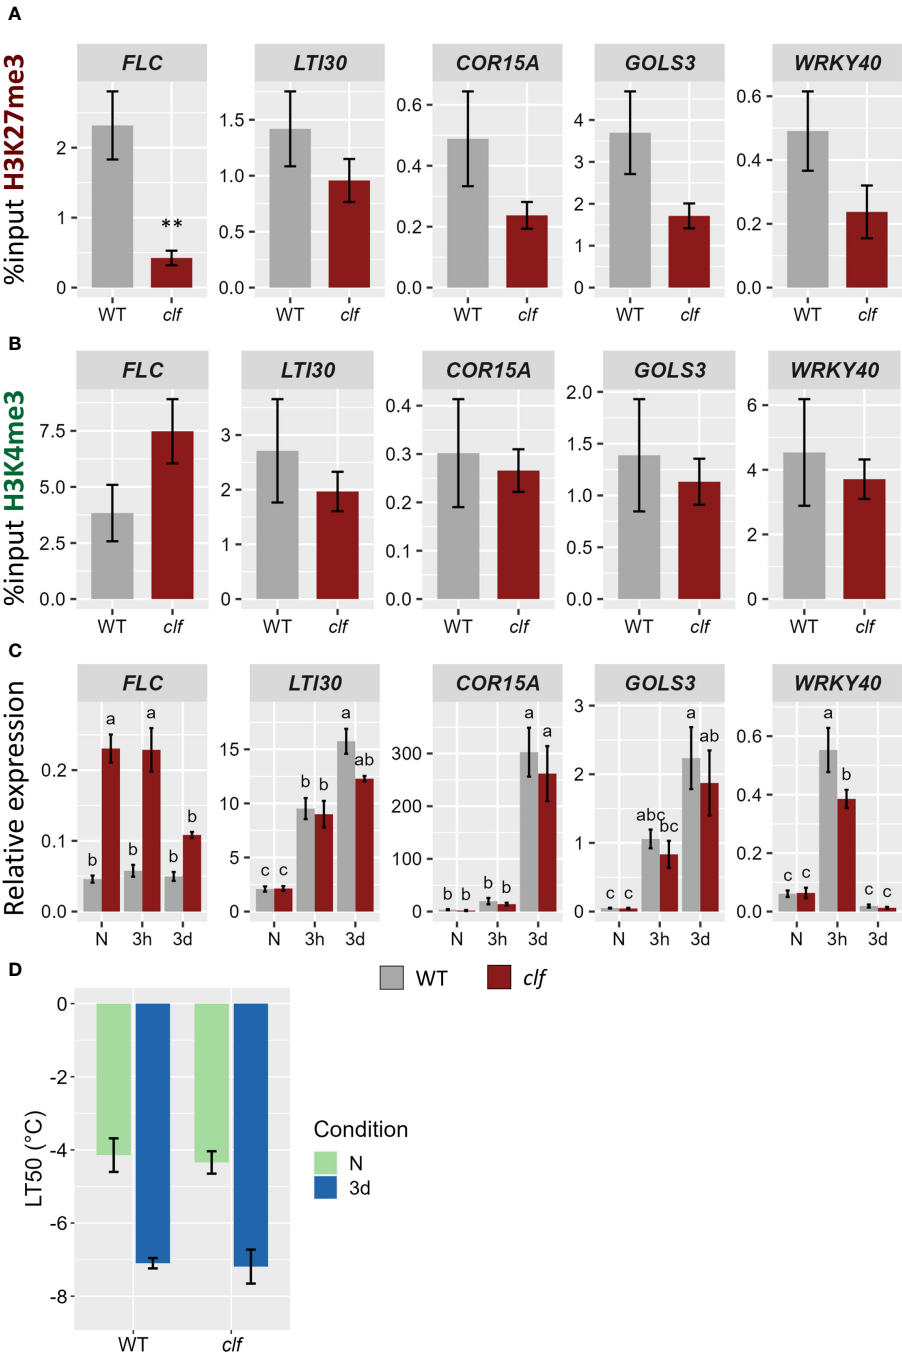 A
%input H3K27me3
FLC
LTI30
COR15A
GOLS3
WRKY40
2
1
0
1.5
1.0
0.5
0.0
0.6
0.4
0.2
0.0
4
3
2
1
0
0.6
0.4
0.2
0.0
**
WT clf
WT clf
WT clf
WT clf
WT clf
B
%input H3K4me3
FLC
LTI30
COR15A
GOLS3
WRKY40
7.5
5.0
2.5
0.0
3
2
1
0
0.4
0.3
0.2
0.1
0.0
2.0
1.5
1.0
0.5
0.0
6
4
2
0
WT clf
WT clf
WT clf
WT clf
WT clf
C
Relative expression
FLC
LTI30
COR15A
GOLS3
WRKY40
0.2
0.1
0.0
b a b a b b
N 3h 3d
15
10
5
0
c c b b a ab
N 3h 3d
300
200
100
0
b b b b a a
N 3h 3d
3
2
1
0
c c abc bc a ab
N 3h 3d
0.6
0.4
0.2
0.0
c c a b c c
N 3h 3d
WT clf
D
LT50 (°C)
0
-2
-4
-6
-8
WT clf
Condition
N
3d